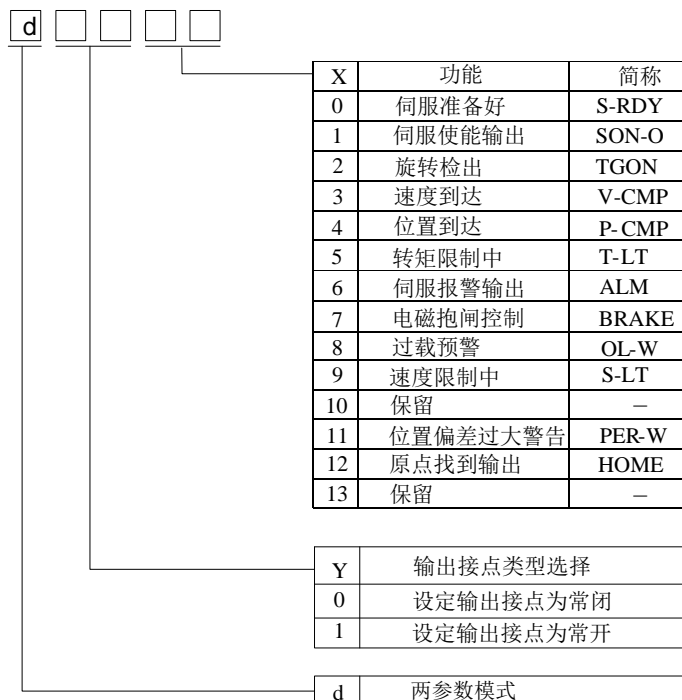 d
X 功能 简称
0 伺服准备好 S-RDY
1 伺服使能输出 SON-O
2 旋转检出 TGON
3 速度到达 V-CMP
4 位置到达 P- CMP
5 转矩限制中 T-LT
6 伺服报警输出 ALM
7 电磁抱闸控制 BRAKE
8 过载预警 OL-W
9 速度限制中 S-LT
10 保留 –
11 位置偏差过大警告 PER-W
12 原点找到输出 HOME
13 保留 –
Y 输出接点类型选择
0 设定输出接点为常闭
1 设定输出接点为常开
d 两参数模式